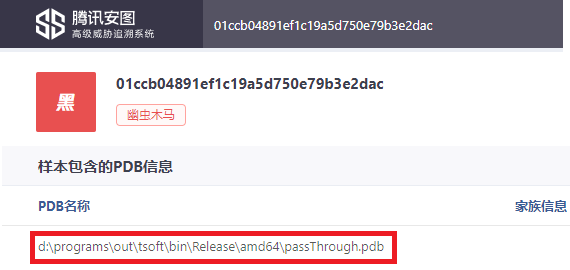 腾讯安图
高级威胁追溯系统
01ccb04891ef1c19a5d750e79b3e2dac
黑
01ccb04891ef1c19a5d750e79b3e2dac
幽虫木马
样本包含的PDB信息
PDB名称 家族信息
d:\programs\out\tsoft\bin\Release\amd64\passThrough.pdb